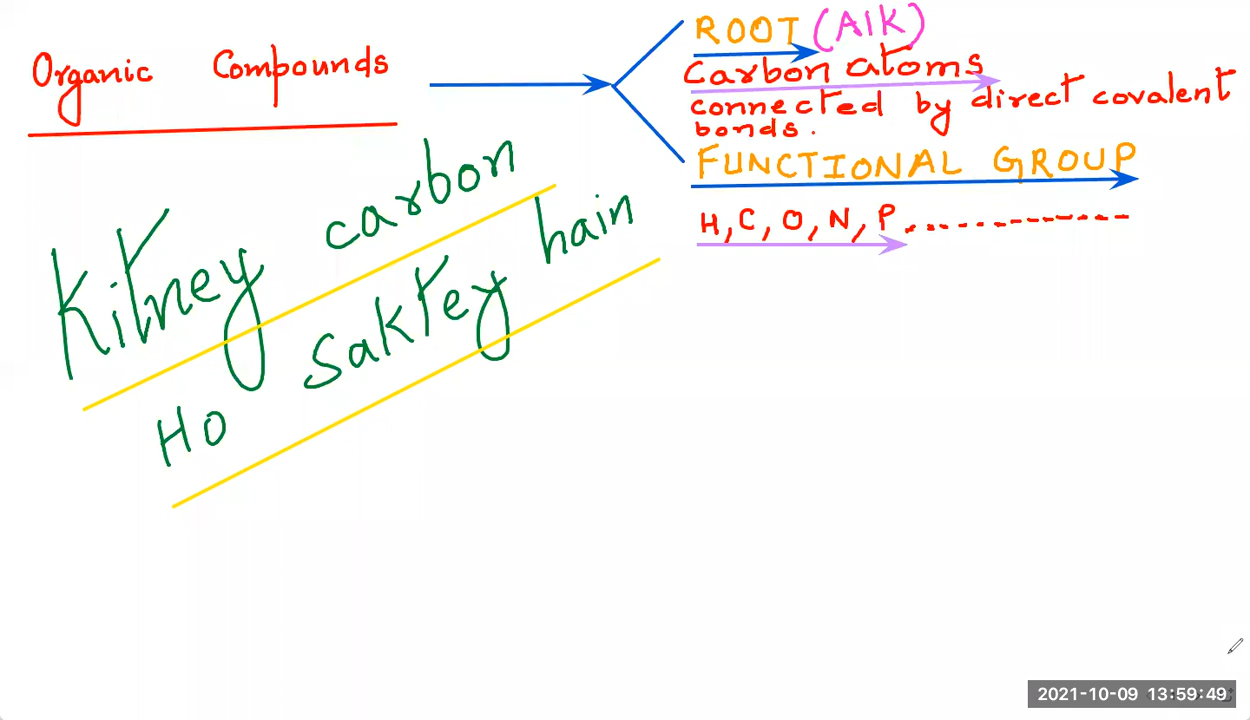 Organic Compounds
ROOT (Alk)
Carbon atoms
connected by direct covalent
bonds.
FUNCTIONAL GROUP
H, C, O, N, P..............
Kitney carbon
Ho saktey hain
2021-10-09 13:59:49